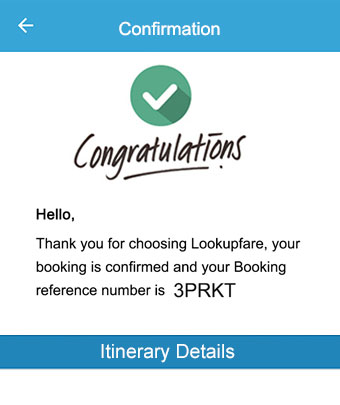 Confirmation
Congratulations
Hello,
Thank you for choosing Lookupfare, your
booking is confirmed and your Booking
reference number is 3PRKT
Itinerary Details